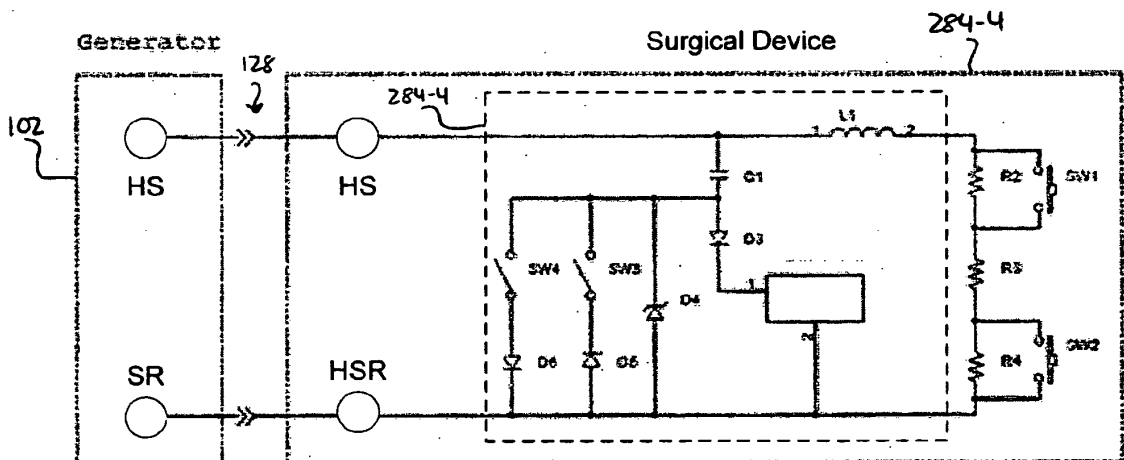 Generator
Surgical Device
284-4
128
284-4
102
HS
HS
L1
1
2
C1
R2
SW1
D3
SW4
SW3
D4
1
R3
2
D6
D5
R4
SW2
SR
HSR